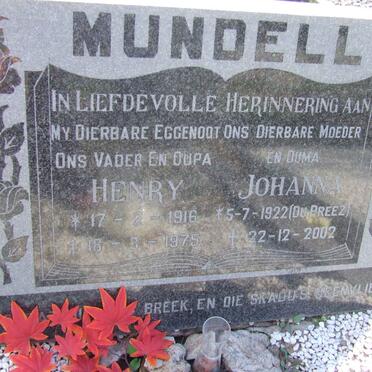 MUNDELL
IN LIEFDEVOLLE HERINNERING AAN
MY DIERBARE EGGENOOT ONS DIERBARE MOEDER
ONS VADER EN OUPA EN OUMA
HENRY JOHANNA
* 17 - 2 - 1916 * 5-7-1922 (DU PREEZ)
† 18 - 3 - 1975 † 22-12-2002
BREEK, EN DIE SKADUS